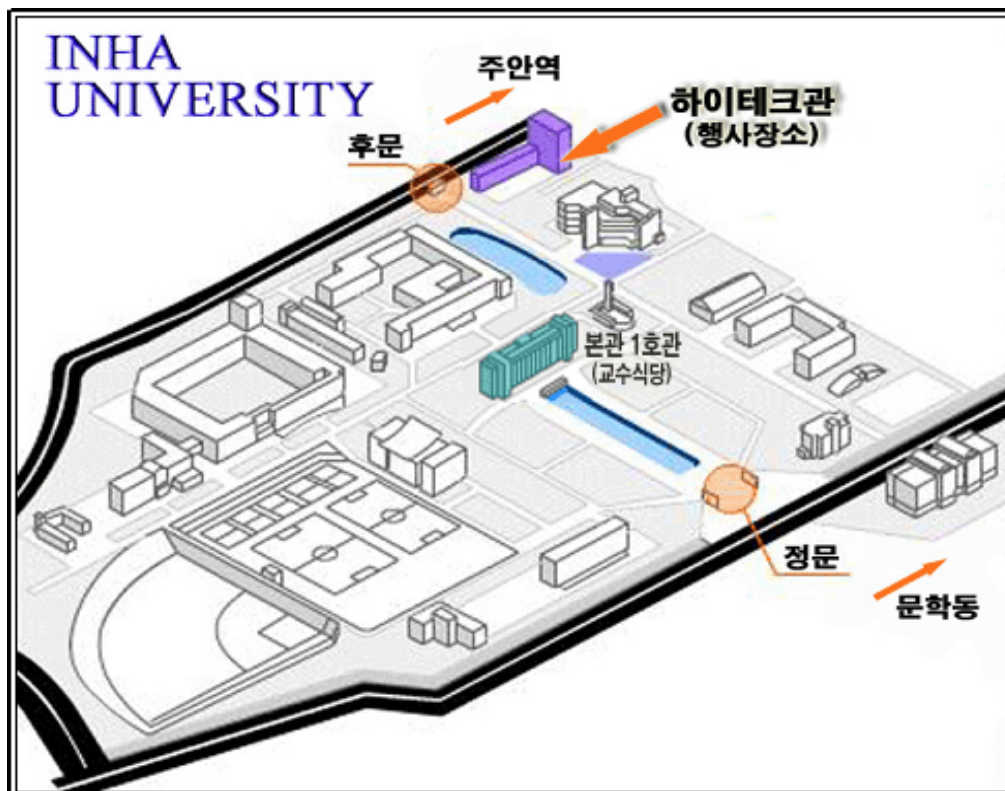 INHA
UNIVERSITY
주안역
하이테크관
(행사장소)
후문
본관 1호관
(교수식당)
정문
문학동